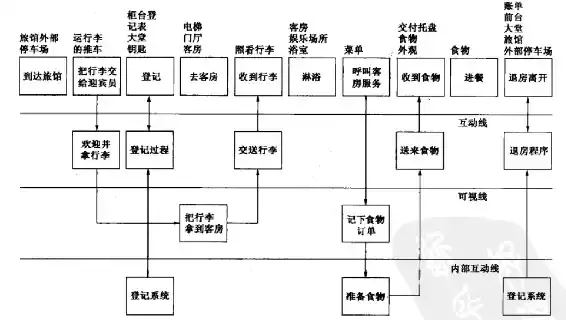 旅馆外部
停车场
运行李
的推车
柜台登
记表
大堂
钥匙
电梯
门厅
客房
照看行李
客房
娱乐场所
浴室
菜单
交付托盘
食物
外观
食物
账单
前台
大堂
旅馆
外部停车场
到达旅馆
把行李交
给迎宾员
登记
去客房
收到行李
淋浴
呼叫客
房服务
收到食物
进餐
退房离开
互动线
欢迎并
拿行李
登记过程
交送行李
送来食物
退房程序
可视线
把行李
拿到客房
记下食物
订单
内部互动线
登记系统
准备食物
登记系统